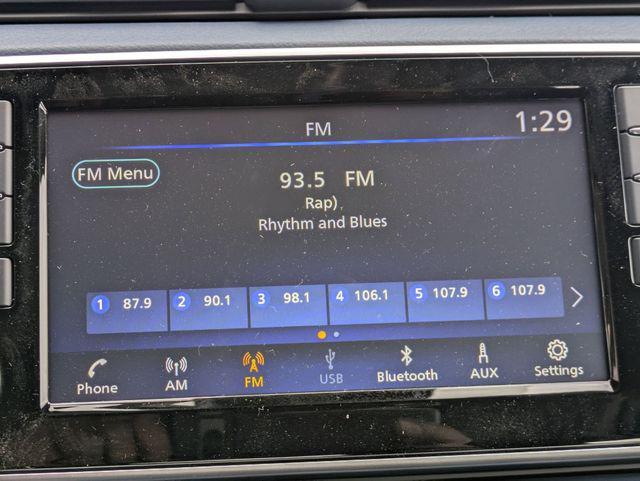 FM
1:29
FM Menu
93.5 FM
Rap)
Rhythm and Blues
1 87.9 2 90.1 3 98.1 4 106.1 5 107.9 6 107.9
Phone AM FM USB Bluetooth AUX Settings